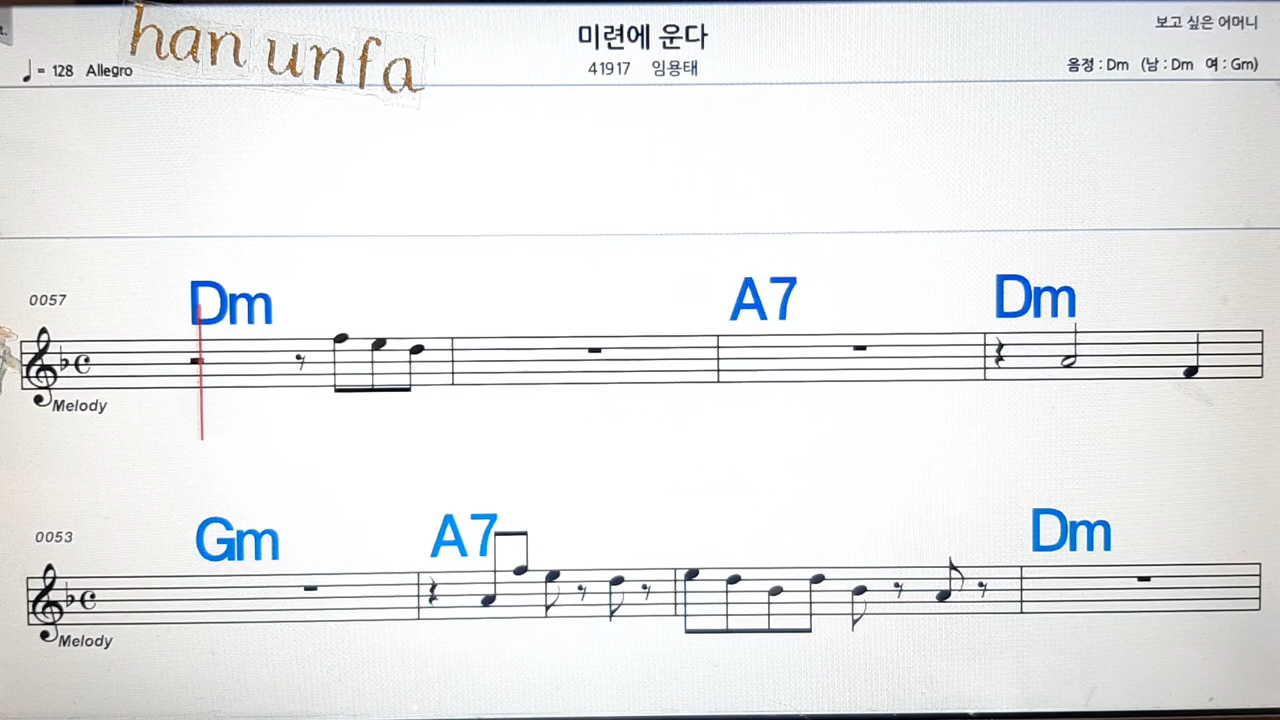 t.
han unfa
미련에 운다
보고 싶은 어머니
♩ = 128 Allegro
41917 임용태
음정 : Dm (남 : Dm 여 : Gm)
Dm A7 Dm
0057
Melody
Gm A7 Dm
0053
Melody